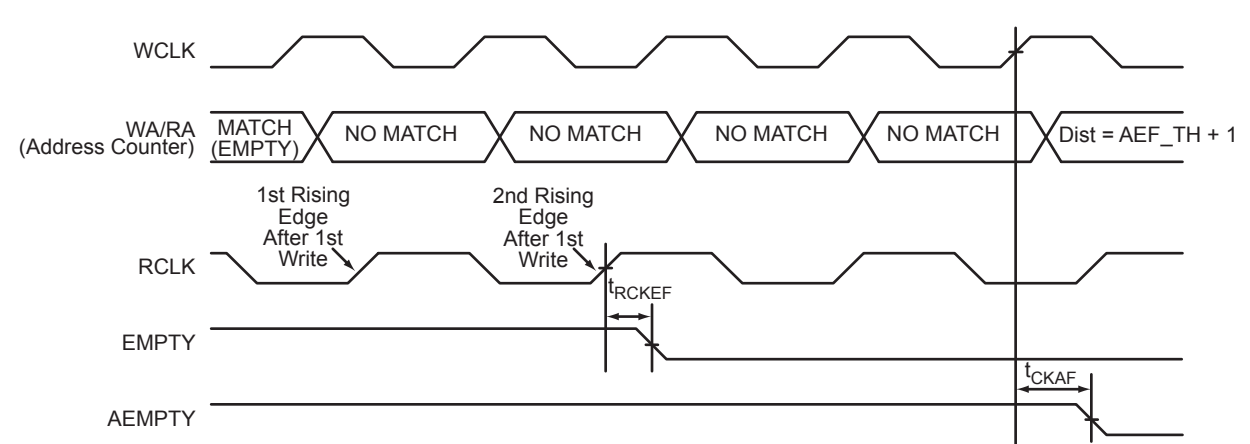 WCLK
WA/RA
(Address Counter)
MATCH
(EMPTY)
NO MATCH
NO MATCH
NO MATCH
NO MATCH
Dist = AEF_TH + 1
1st Rising
Edge
After 1st
Write
2nd Rising
Edge
After 1st
Write
RCLK
tRCKEF
EMPTY
tCKAF
AEMPTY